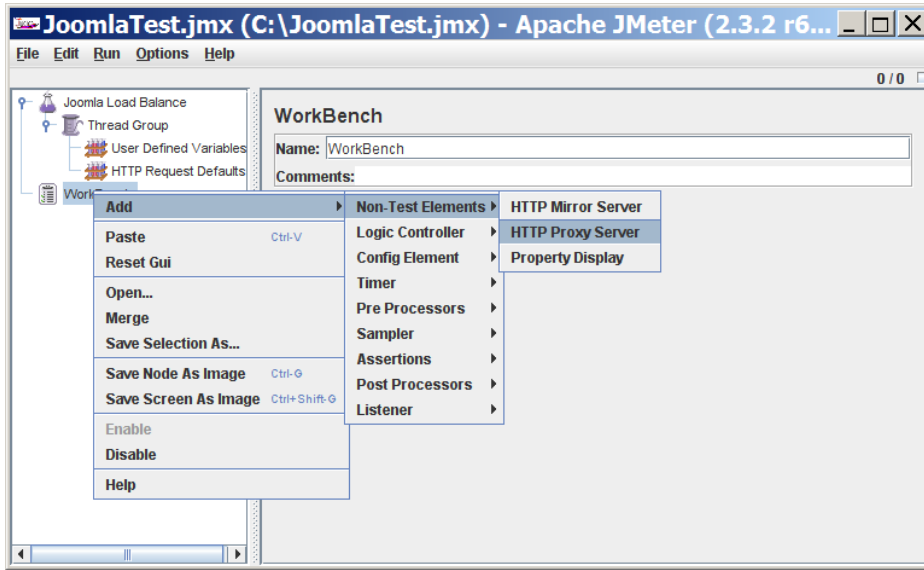 JoomlaTest.jmx (C:\JoomlaTest.jmx) - Apache JMeter (2.3.2 r6...
File Edit Run Options Help
0 / 0
Joomla Load Balance
Thread Group
User Defined Variables
HTTP Request Defaults
WorkBench
Name: WorkBench
Comments:
Add
Paste Ctrl-V
Reset Gui
Open...
Merge
Save Selection As...
Save Node As Image Ctrl-G
Save Screen As Image Ctrl+Shift-G
Enable
Disable
Help
Non-Test Elements
Logic Controller
Config Element
Timer
Pre Processors
Sampler
Assertions
Post Processors
Listener
HTTP Mirror Server
HTTP Proxy Server
Property Display